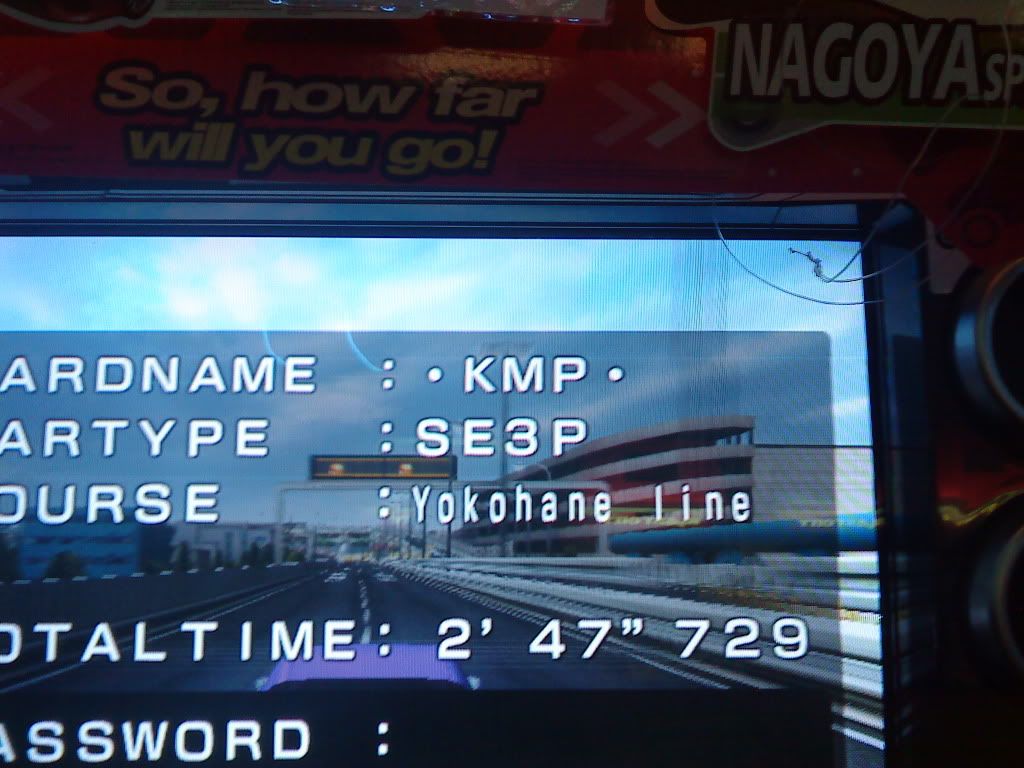 So, how far
will you go!
NAGOYA SP
ARDNAME : •KMP•
ARTYPE : SE3P
OURSE : Yokohane line
OTALTIME: 2' 47” 729
ASSWORD :